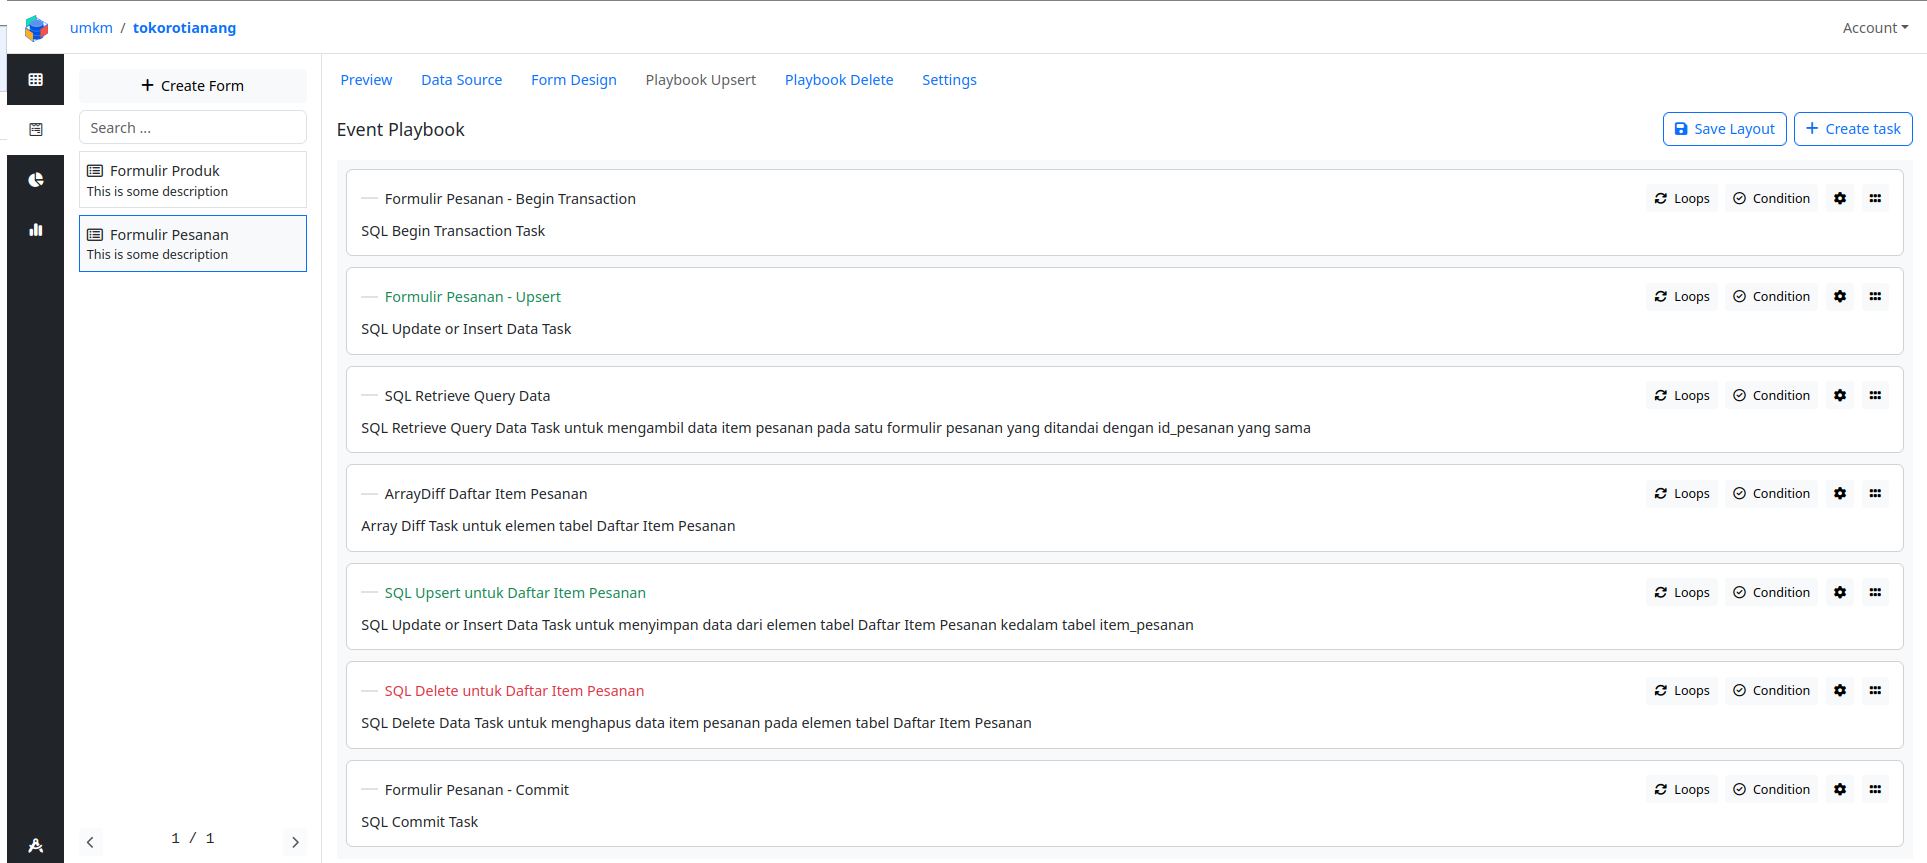 umkm / tokorotianang
Account
Create Form
Search ...
Formulir Produk
This is some description
Formulir Pesanan
This is some description
1 / 1
Preview Data Source Form Design Playbook Upsert Playbook Delete Settings
Event Playbook
Save Layout Create task
Formulir Pesanan - Begin Transaction Loops Condition
SQL Begin Transaction Task
Formulir Pesanan - Upsert Loops Condition
SQL Update or Insert Data Task
SQL Retrieve Query Data Loops Condition
SQL Retrieve Query Data Task untuk mengambil data item pesanan pada satu formulir pesanan yang ditandai dengan id_pesanan yang sama
ArrayDiff Daftar Item Pesanan Loops Condition
Array Diff Task untuk elemen tabel Daftar Item Pesanan
SQL Upsert untuk Daftar Item Pesanan Loops Condition
SQL Update or Insert Data Task untuk menyimpan data dari elemen tabel Daftar Item Pesanan kedalam tabel item_pesanan
SQL Delete untuk Daftar Item Pesanan Loops Condition
SQL Delete Data Task untuk menghapus data item pesanan pada elemen tabel Daftar Item Pesanan
Formulir Pesanan - Commit Loops Condition
SQL Commit Task